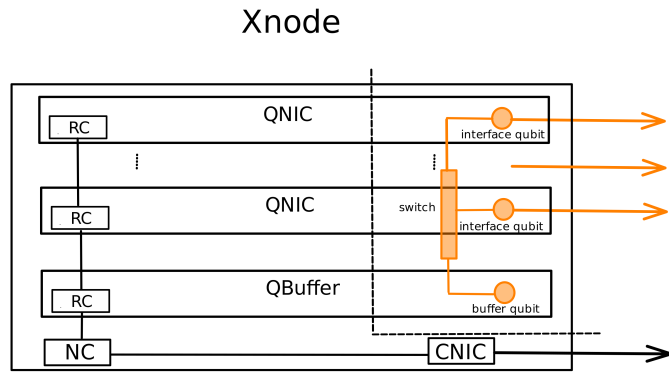 Xnode
QNIC
RC
interface qubit
QNIC
switch
RC
interface qubit
QBuffer
RC
buffer qubit
NC
CNIC